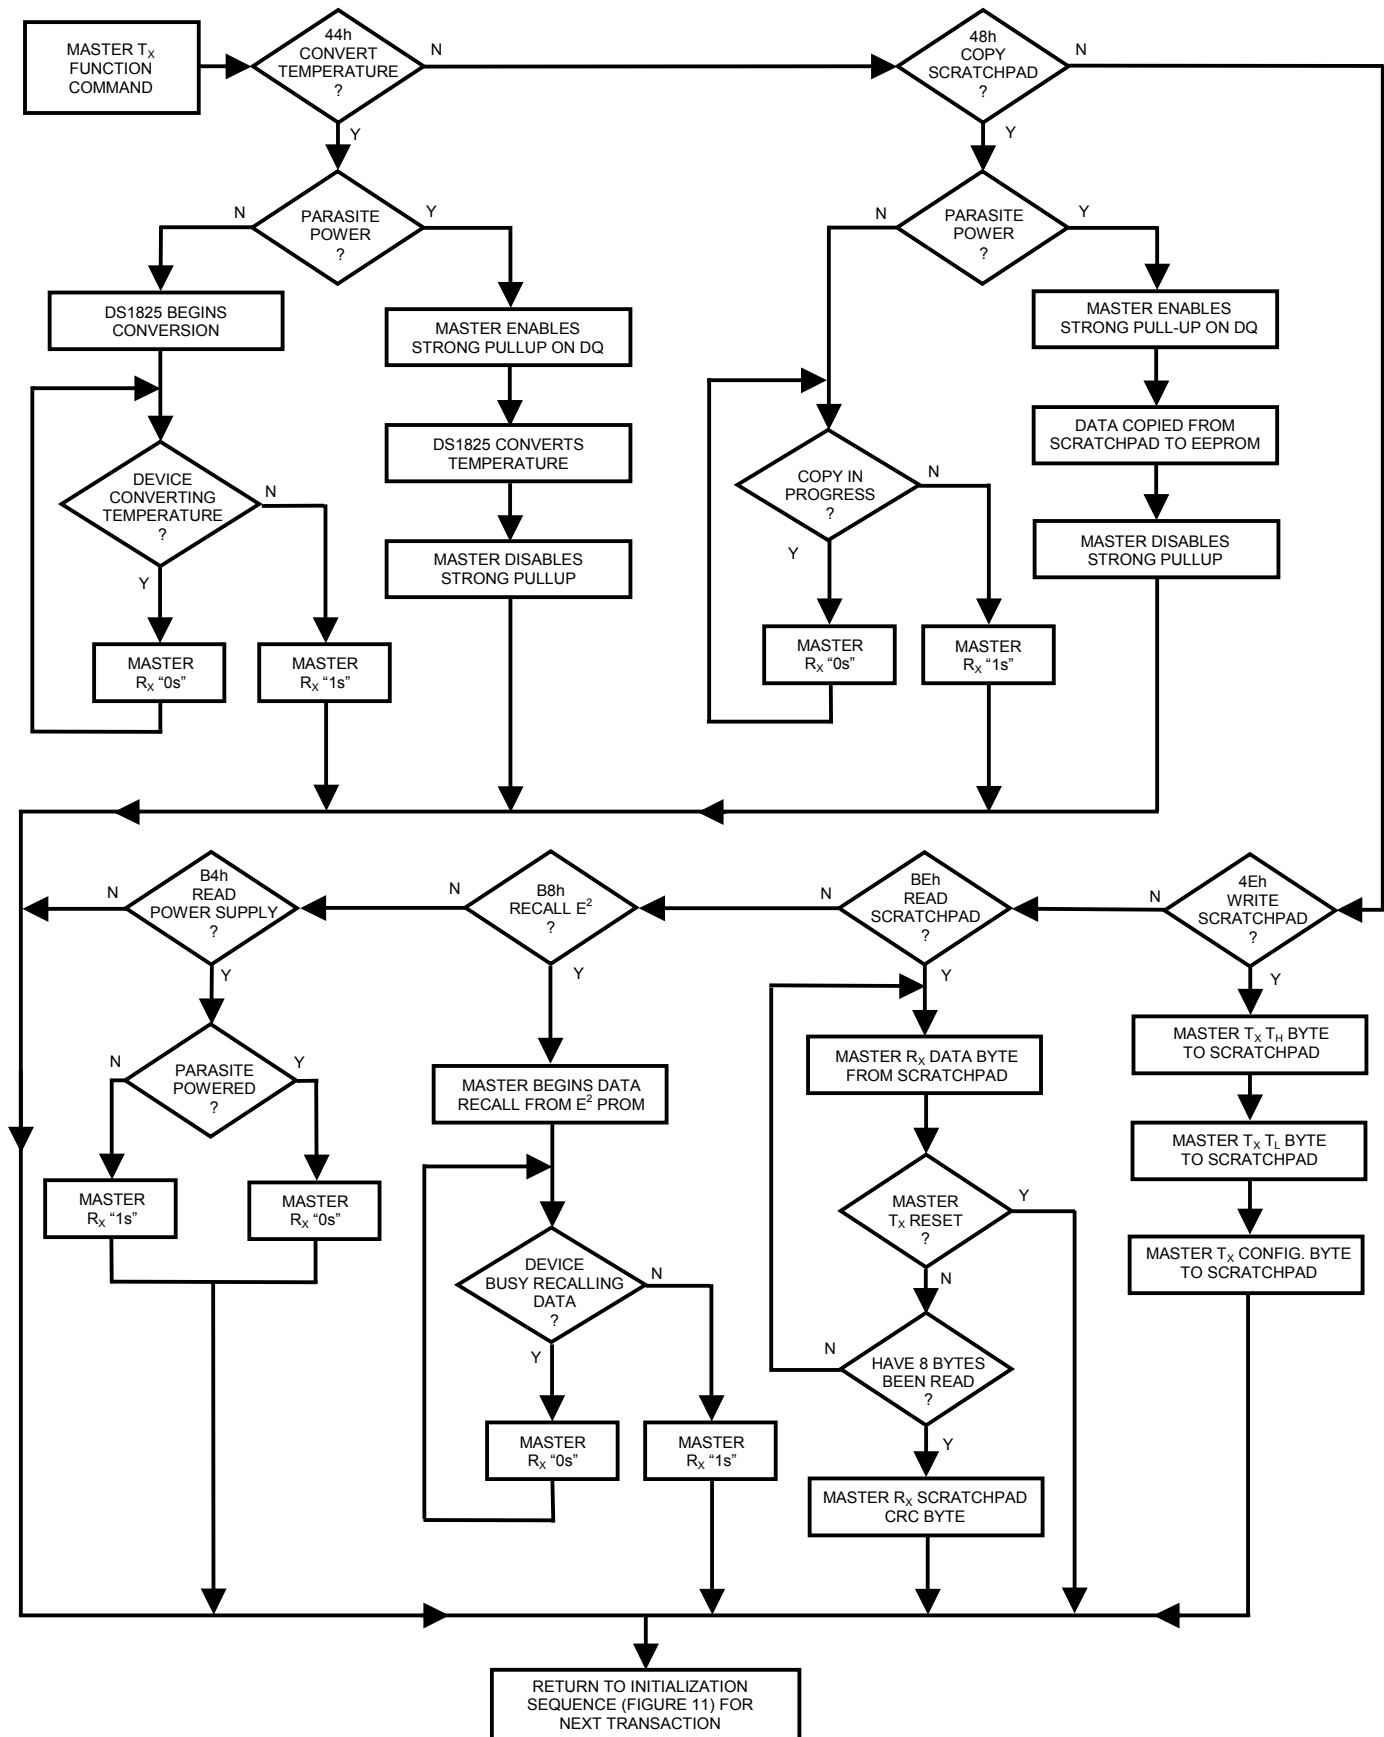 MASTER TX
FUNCTION
COMMAND
44h
CONVERT
TEMPERATURE
?
N
Y
48h
COPY
SCRATCHPAD
?
N
Y
PARASITE
POWER
?
N
Y
PARASITE
POWER
?
N
Y
DS1825 BEGINS
CONVERSION
MASTER ENABLES
STRONG PULLUP ON DQ
MASTER ENABLES
STRONG PULL-UP ON DQ
DS1825 CONVERTS
TEMPERATURE
DATA COPIED FROM
SCRATCHPAD TO EEPROM
DEVICE
CONVERTING
TEMPERATURE
?
N
Y
COPY IN
PROGRESS
?
N
Y
MASTER DISABLES
STRONG PULLUP
MASTER DISABLES
STRONG PULLUP
MASTER
RX “0s”
MASTER
RX “1s”
MASTER
RX “0s”
MASTER
RX “1s”
B4h
READ
POWER SUPPLY
?
N
Y
B8h
RECALL E2
?
N
Y
BEh
READ
SCRATCHPAD
?
N
Y
4Eh
WRITE
SCRATCHPAD
?
N
Y
PARASITE
POWERED
?
N
Y
MASTER BEGINS DATA
RECALL FROM E2 PROM
MASTER RX DATA BYTE
FROM SCRATCHPAD
MASTER TX TH BYTE
TO SCRATCHPAD
MASTER
RX “1s”
MASTER
RX “0s”
MASTER
TX RESET
?
Y
N
MASTER TX TL BYTE
TO SCRATCHPAD
DEVICE
BUSY RECALLING
DATA
?
N
Y
MASTER TX CONFIG. BYTE
TO SCRATCHPAD
HAVE 8 BYTES
BEEN READ
?
N
Y
MASTER
RX “0s”
MASTER
RX “1s”
MASTER RX SCRATCHPAD
CRC BYTE
RETURN TO INITIALIZATION
SEQUENCE (FIGURE 11) FOR
NEXT TRANSACTION